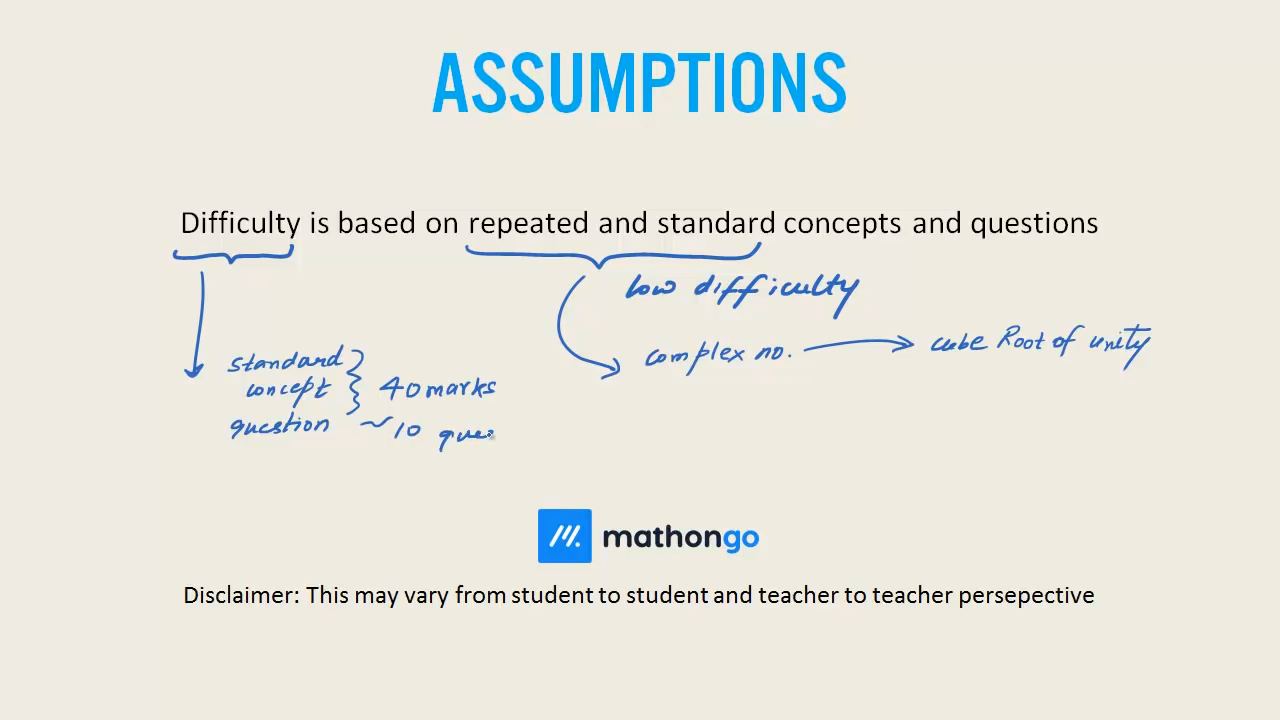 ASSUMPTIONS
Difficulty is based on repeated and standard concepts and questions
low difficulty
complex no. cube Root of unity
standard
concept 40 marks
question ~10 ques
mathongo
Disclaimer: This may vary from student to student and teacher to teacher persepective